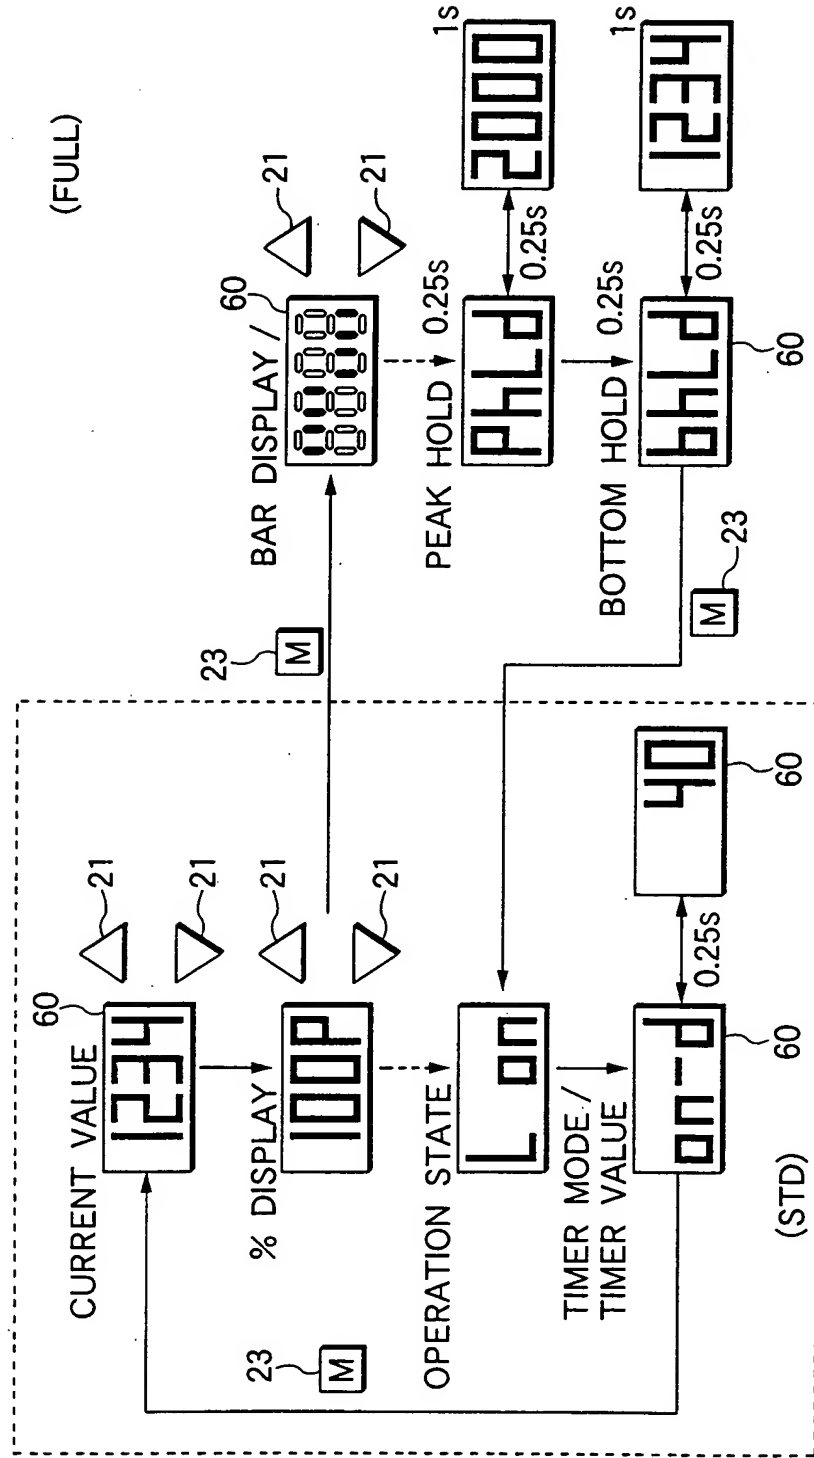 (FULL)
(STD)
CURRENT VALUE
60
1234
21
21
% DISPLAY
100P
21
21
23
M
OPERATION STATE
L on
TIMER MODE/
TIMER VALUE
on-d
60
0.25s
40
60
23
M
BAR DISPLAY /
60
8888
21
21
PEAK HOLD
0.25s
PhLd
0.25s
2000
1s
BOTTOM HOLD
0.25s
bhLd
60
0.25s
1234
1s
23
M